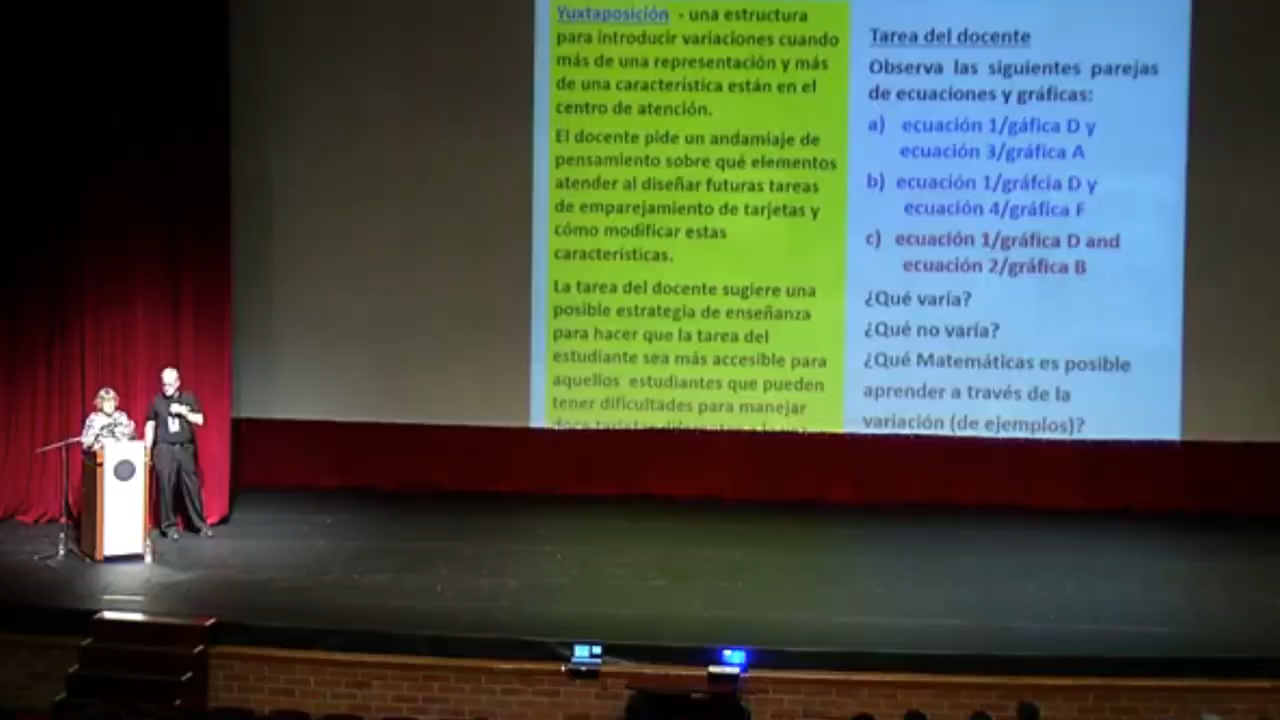 Yuxtaposición - una estructura
para introducir variaciones cuando
más de una representación y más
de una característica están en el
centro de atención.
El docente pide un andamiaje de
pensamiento sobre qué elementos
atender al diseñar futuras tareas
de emparejamiento de tarjetas y
cómo modificar estas
características.
La tarea del docente sugiere una
posible estrategia de enseñanza
para hacer que la tarea del
estudiante sea más accesible para
aquellos estudiantes que pueden
tener dificultades para manejar
Tarea del docente
Observa las siguientes parejas
de ecuaciones y gráficas:
a) ecuación 1/gáfica D y
ecuación 3/gráfica A
b) ecuación 1/gráfcia D y
ecuación 4/gráfica F
c) ecuación 1/gráfica D and
ecuación 2/gráfica B
¿Qué varía?
¿Qué no varía?
¿Qué Matemáticas es posible
aprender a través de la
variación (de ejemplos)?